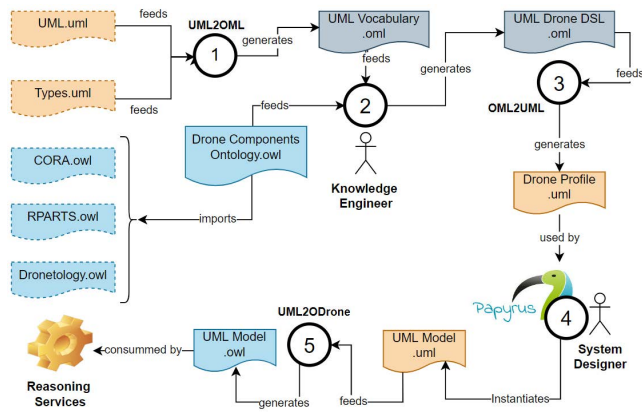 UML.uml
feeds
UML2OML
1
generates
UML Vocabulary
.oml
feeds
UML Drone DSL
.oml
feeds
Types.uml
feeds
2
generates
3
OML2UML
feeds
Drone Components
Ontology.owl
Knowledge
Engineer
generates
Drone Profile
.uml
CORA.owl
RPARTS.owl
imports
Dronetology.owl
used by
Papyrus
4
System
Designer
UML2ODrone
5
UML Model
.owl
UML Model
.uml
consummed by
Reasoning
Services
generates
feeds
Instantiates